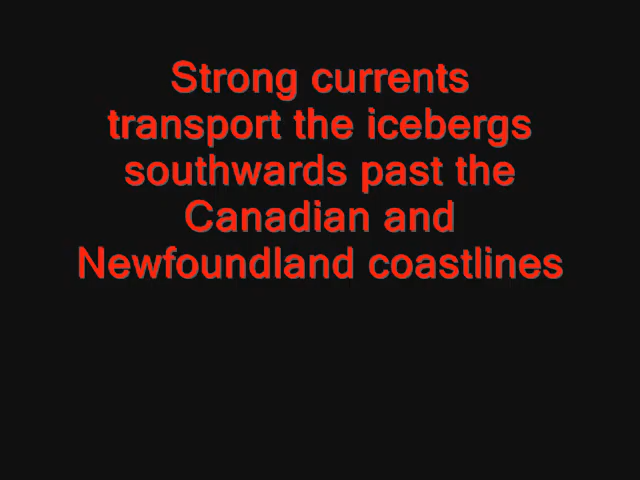 Strong currents
transport the icebergs
southwards past the
Canadian and
Newfoundland coastlines